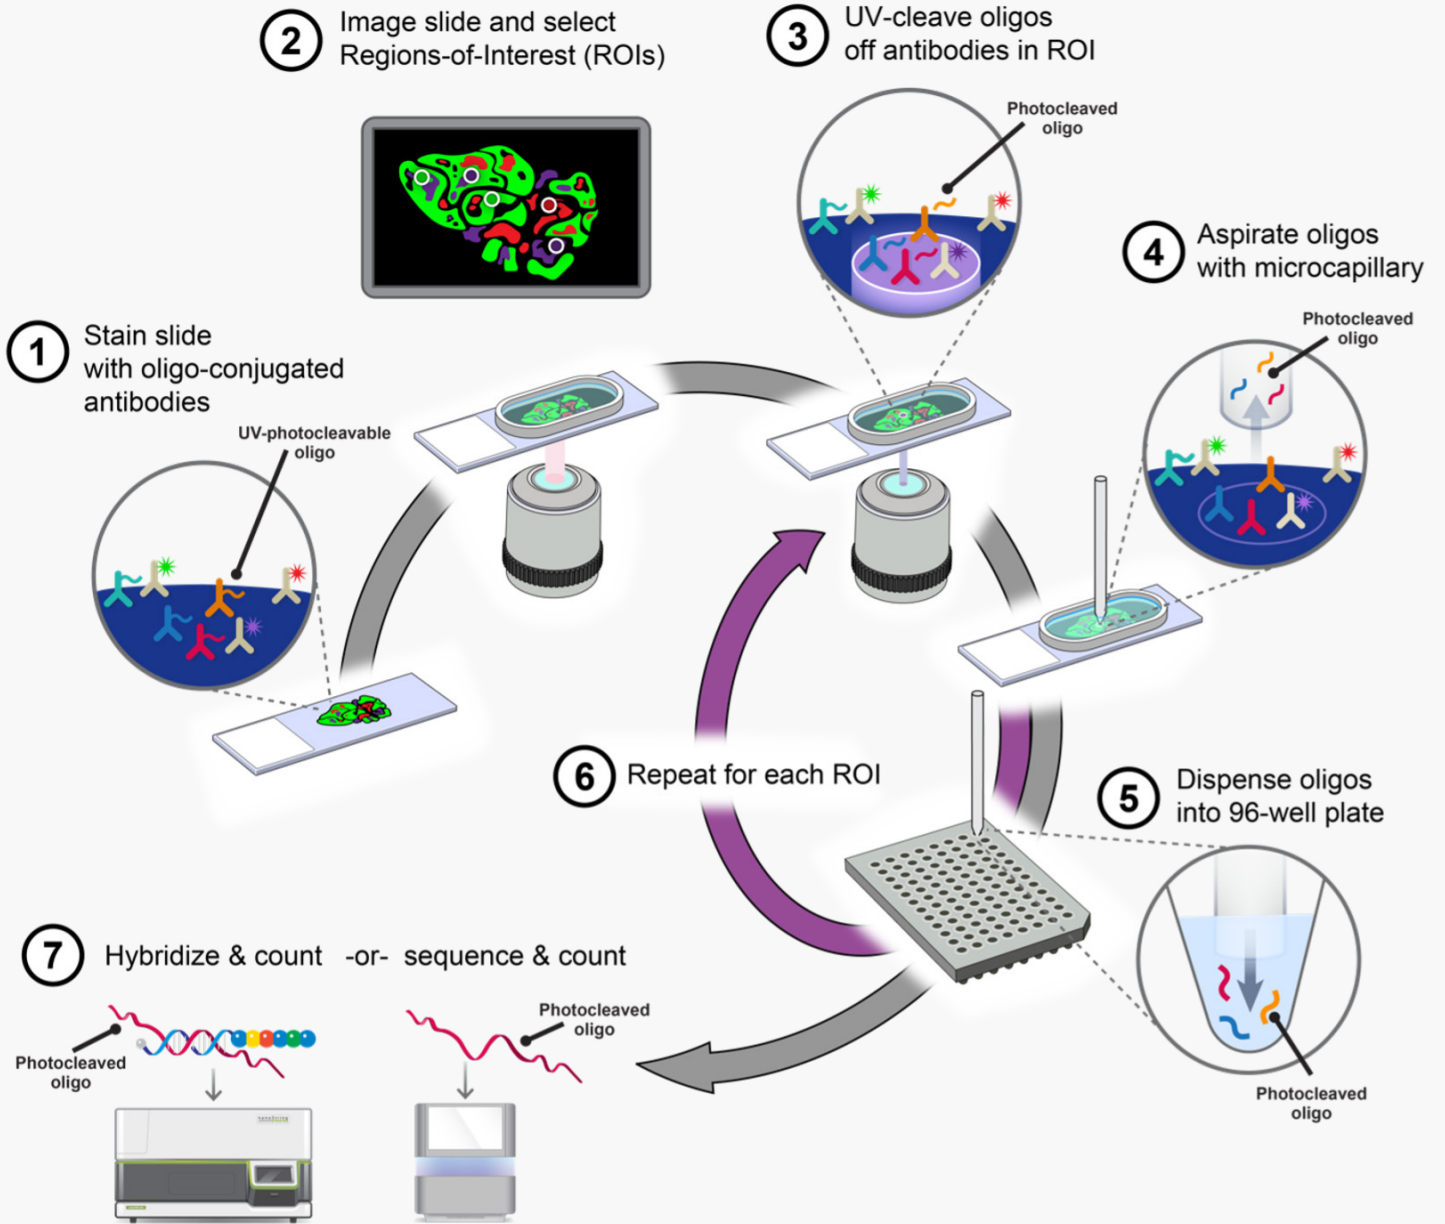 2
Image slide and select
Regions-of-Interest (ROIs)
3
UV-cleave oligos
off antibodies in ROI
Photocleaved
oligo
4
Aspirate oligos
with microcapillary
Photocleaved
oligo
1
Stain slide
with oligo-conjugated
antibodies
UV-photocleavable
oligo
6
Repeat for each ROI
5
Dispense oligos
into 96-well plate
Photocleaved
oligo
7
Hybridize & count -or- sequence & count
Photocleaved
oligo
Photocleaved
oligo
nanoString